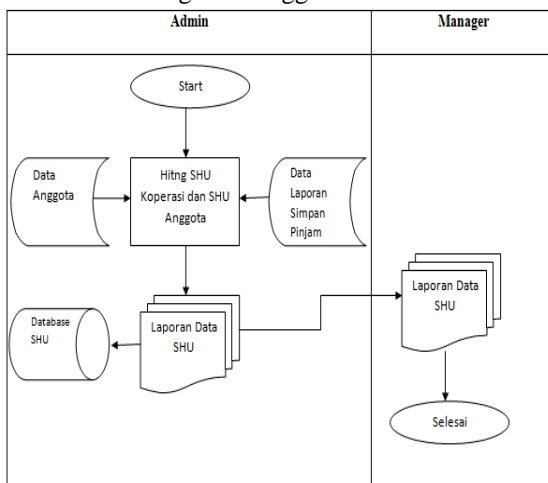 Admin
Manager
Start
Data
Anggota
Hitng SHU
Koperasi dan SHU
Anggota
Data
Laporan
Simpan
Pinjam
Laporan Data
SHU
Database
SHU
Laporan Data
SHU
Selesai